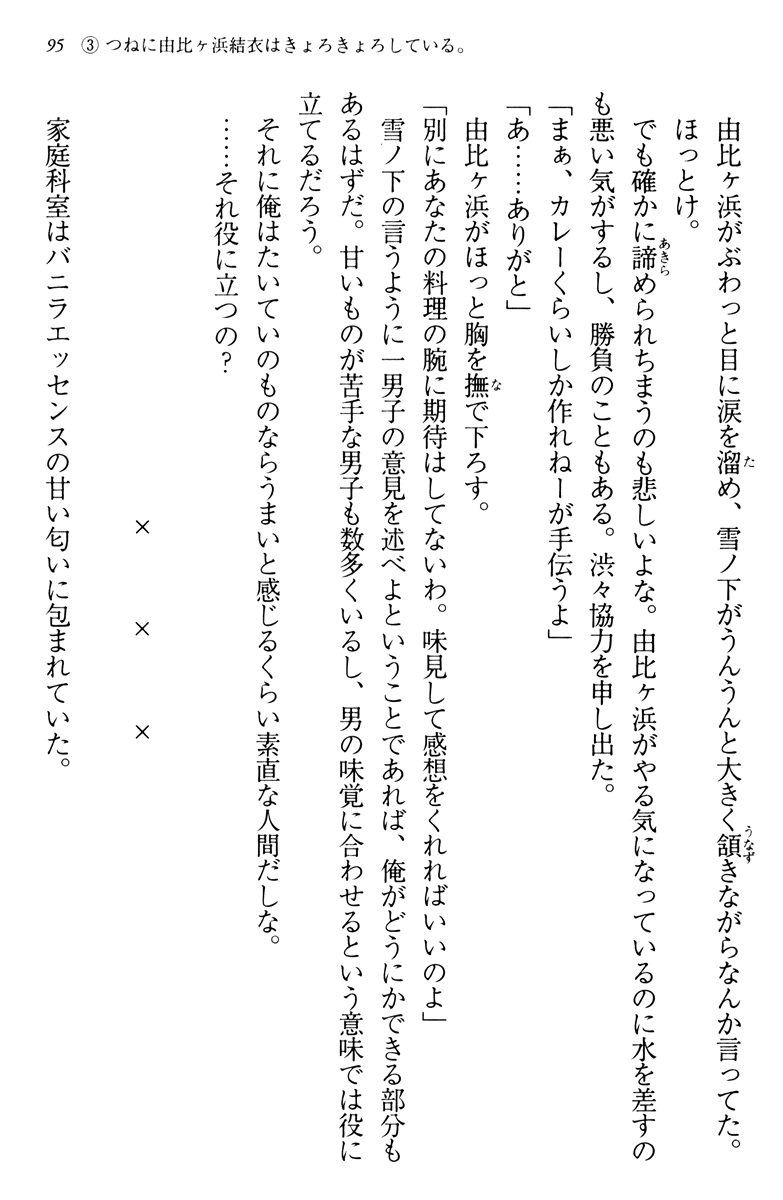 95 ③ つねに由比ヶ浜結衣はきょろきょろしている。
由比ヶ浜がぶわっと目に涙を溜め、雪ノ下がうんうんと大きく頷きながらなんか言ってた。
ほっとけ。
でも確かに諦められちまうのも悲しいよな。由比ヶ浜がやる気になっているのに水を差すの
も悪い気がするし、勝負のこともある。渋々協力を申し出た。
「まぁ、カレーくらいしか作れねーが手伝うよ」
「あ……ありがと」
由比ヶ浜がほっと胸を撫で下ろす。
「別にあなたの料理の腕に期待はしてないわ。味見して感想をくれればいいのよ」
雪ノ下の言うように一男子の意見を述べよということであれば、俺がどうにかできる部分も
あるはずだ。甘いものが苦手な男子も数多くいるし、男の味覚に合わせるという意味では役に
立てるだろう。
それに俺はたいていのものならうまいと感じるくらい素直な人間だしな。
……それ役に立つの？
× × ×
家庭科室はバニラエッセンスの甘い匂いに包まれていた。